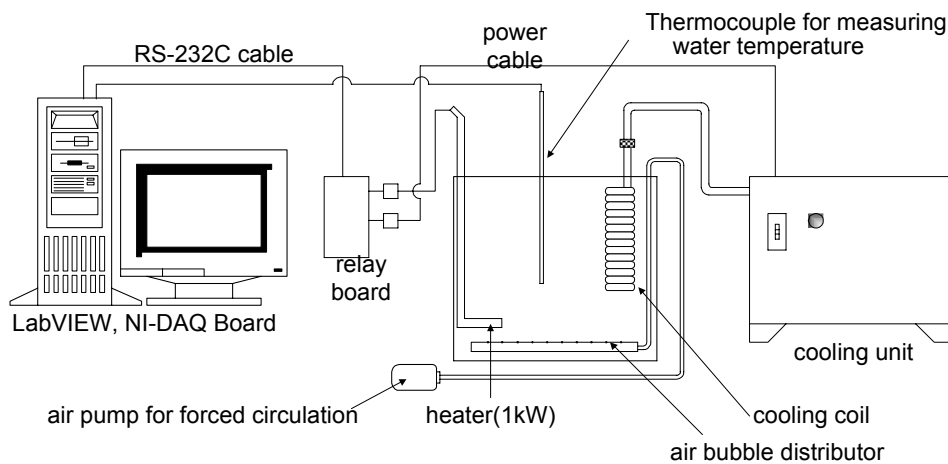 Thermocouple for measuring
water temperature
power
cable
RS-232C cable
relay
board
LabVIEW, NI-DAQ Board
cooling unit
air pump for forced circulation
heater(1kW)
cooling coil
air bubble distributor